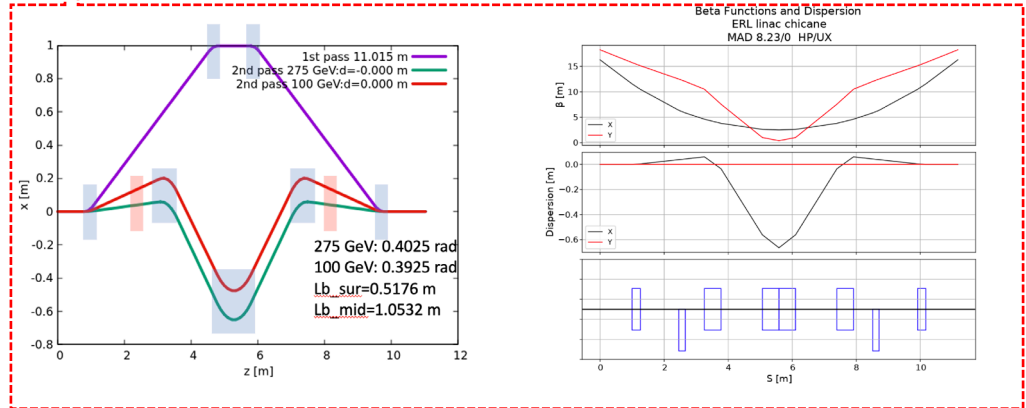 1
0.8
0.6
0.4
0.2
0
-0.2
-0.4
-0.6
-0.8
0 2 4 6 8 10 12
x [m]
z [m]
1st pass 11.015 m
2nd pass 275 GeV:d=-0.000 m
2nd pass 100 GeV:d=0.000 m
275 GeV: 0.4025 rad
100 GeV: 0.3925 rad
Lb_sur=0.5176 m
Lb_mid=1.0532 m
Beta Functions and Dispersion
ERL linac chicane
MAD 8.23/0 HP/UX
15
10
5
0
β [m]
X
Y
0.0
−0.2
−0.4
−0.6
Dispersion [m]
X
Y
0 2 4 6 8 10
S [m]